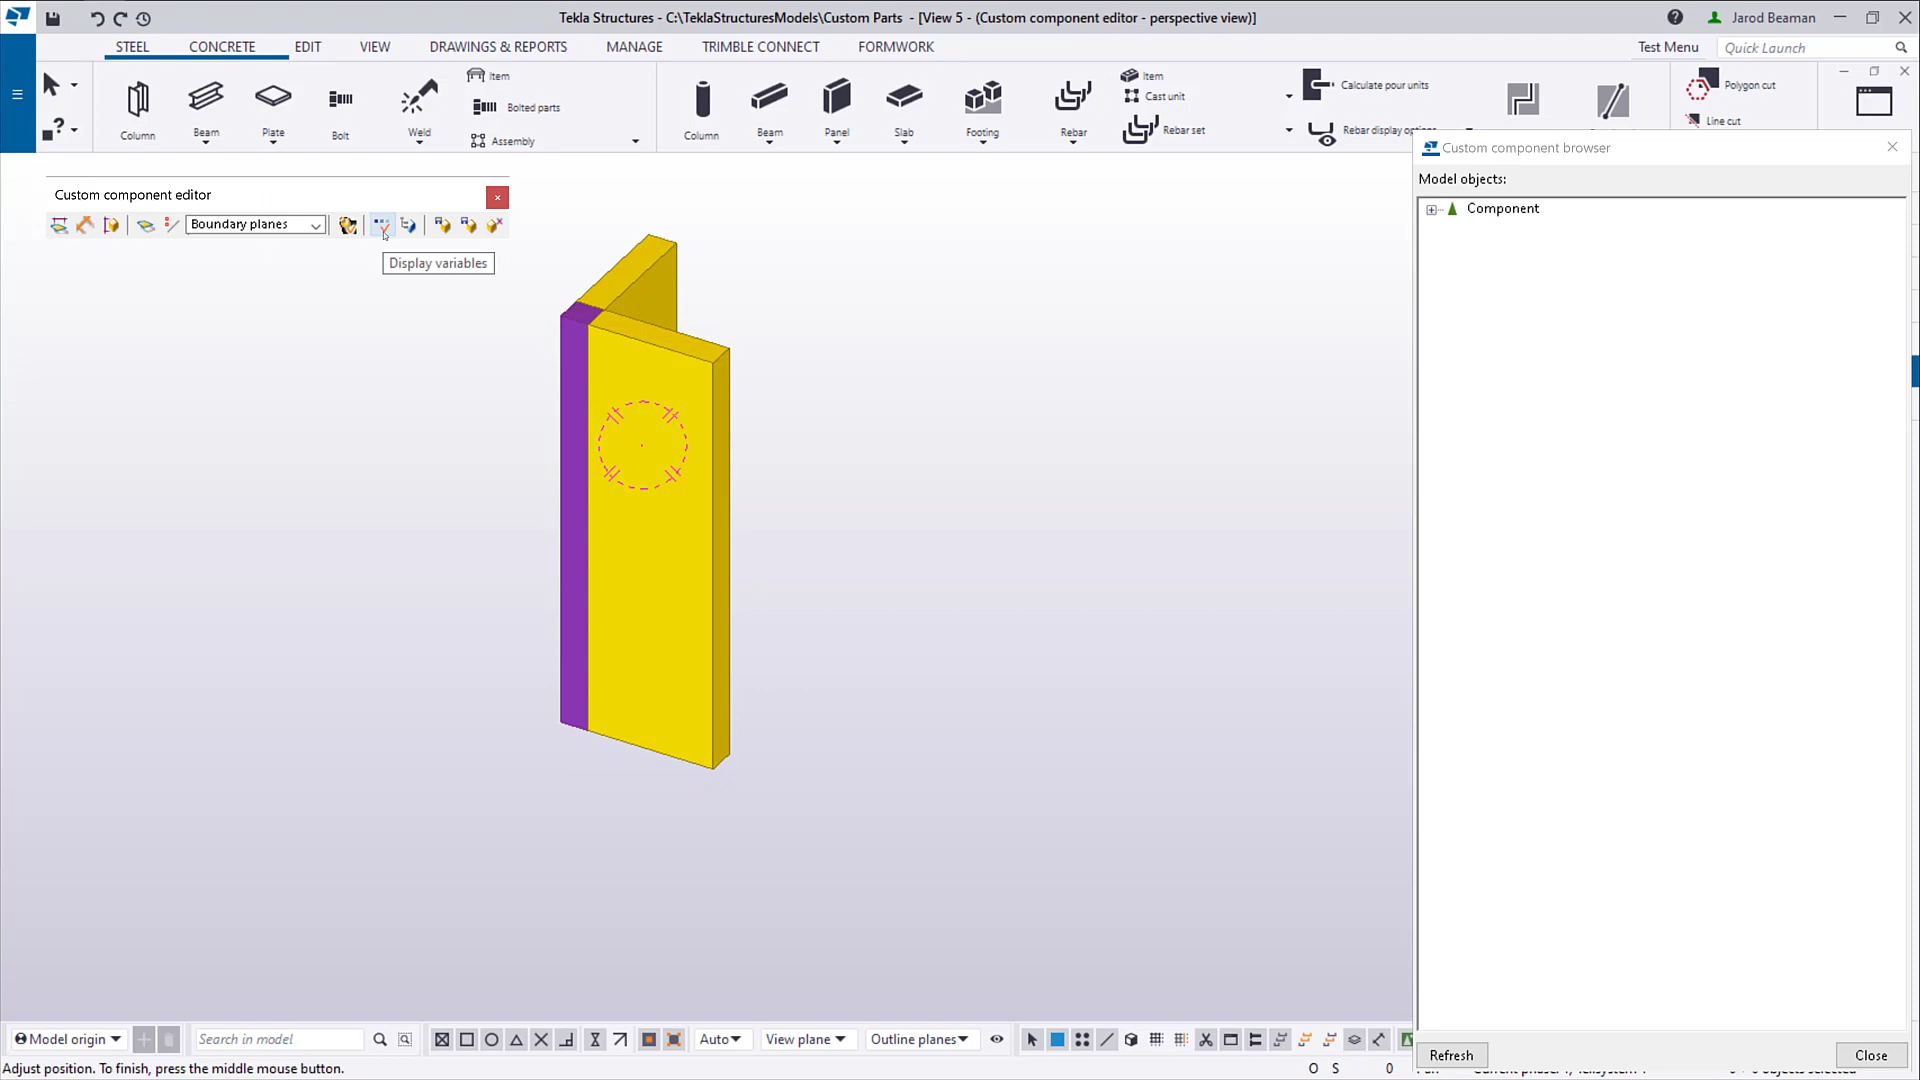 Tekla Structures - C:\TeklaStructuresModels\Custom Parts - [View 5 - (Custom component editor - perspective view)]
Jarod Beaman
STEEL CONCRETE EDIT VIEW DRAWINGS & REPORTS MANAGE TRIMBLE CONNECT FORMWORK
Test Menu
Quick Launch
Item
Bolted parts
Assembly
Column Beam Plate Bolt Weld
Column Beam Panel Slab Footing Rebar
Item
Cast unit
Rebar set
Calculate pour units
Rebar display
Polygon cut
Line cut
Custom component browser
Model objects:
Component
Custom component editor
Boundary planes
Display variables
Model origin
Search in model
Auto
View plane
Outline planes
Refresh
Close
Adjust position. To finish, press the middle mouse button.
O S 0